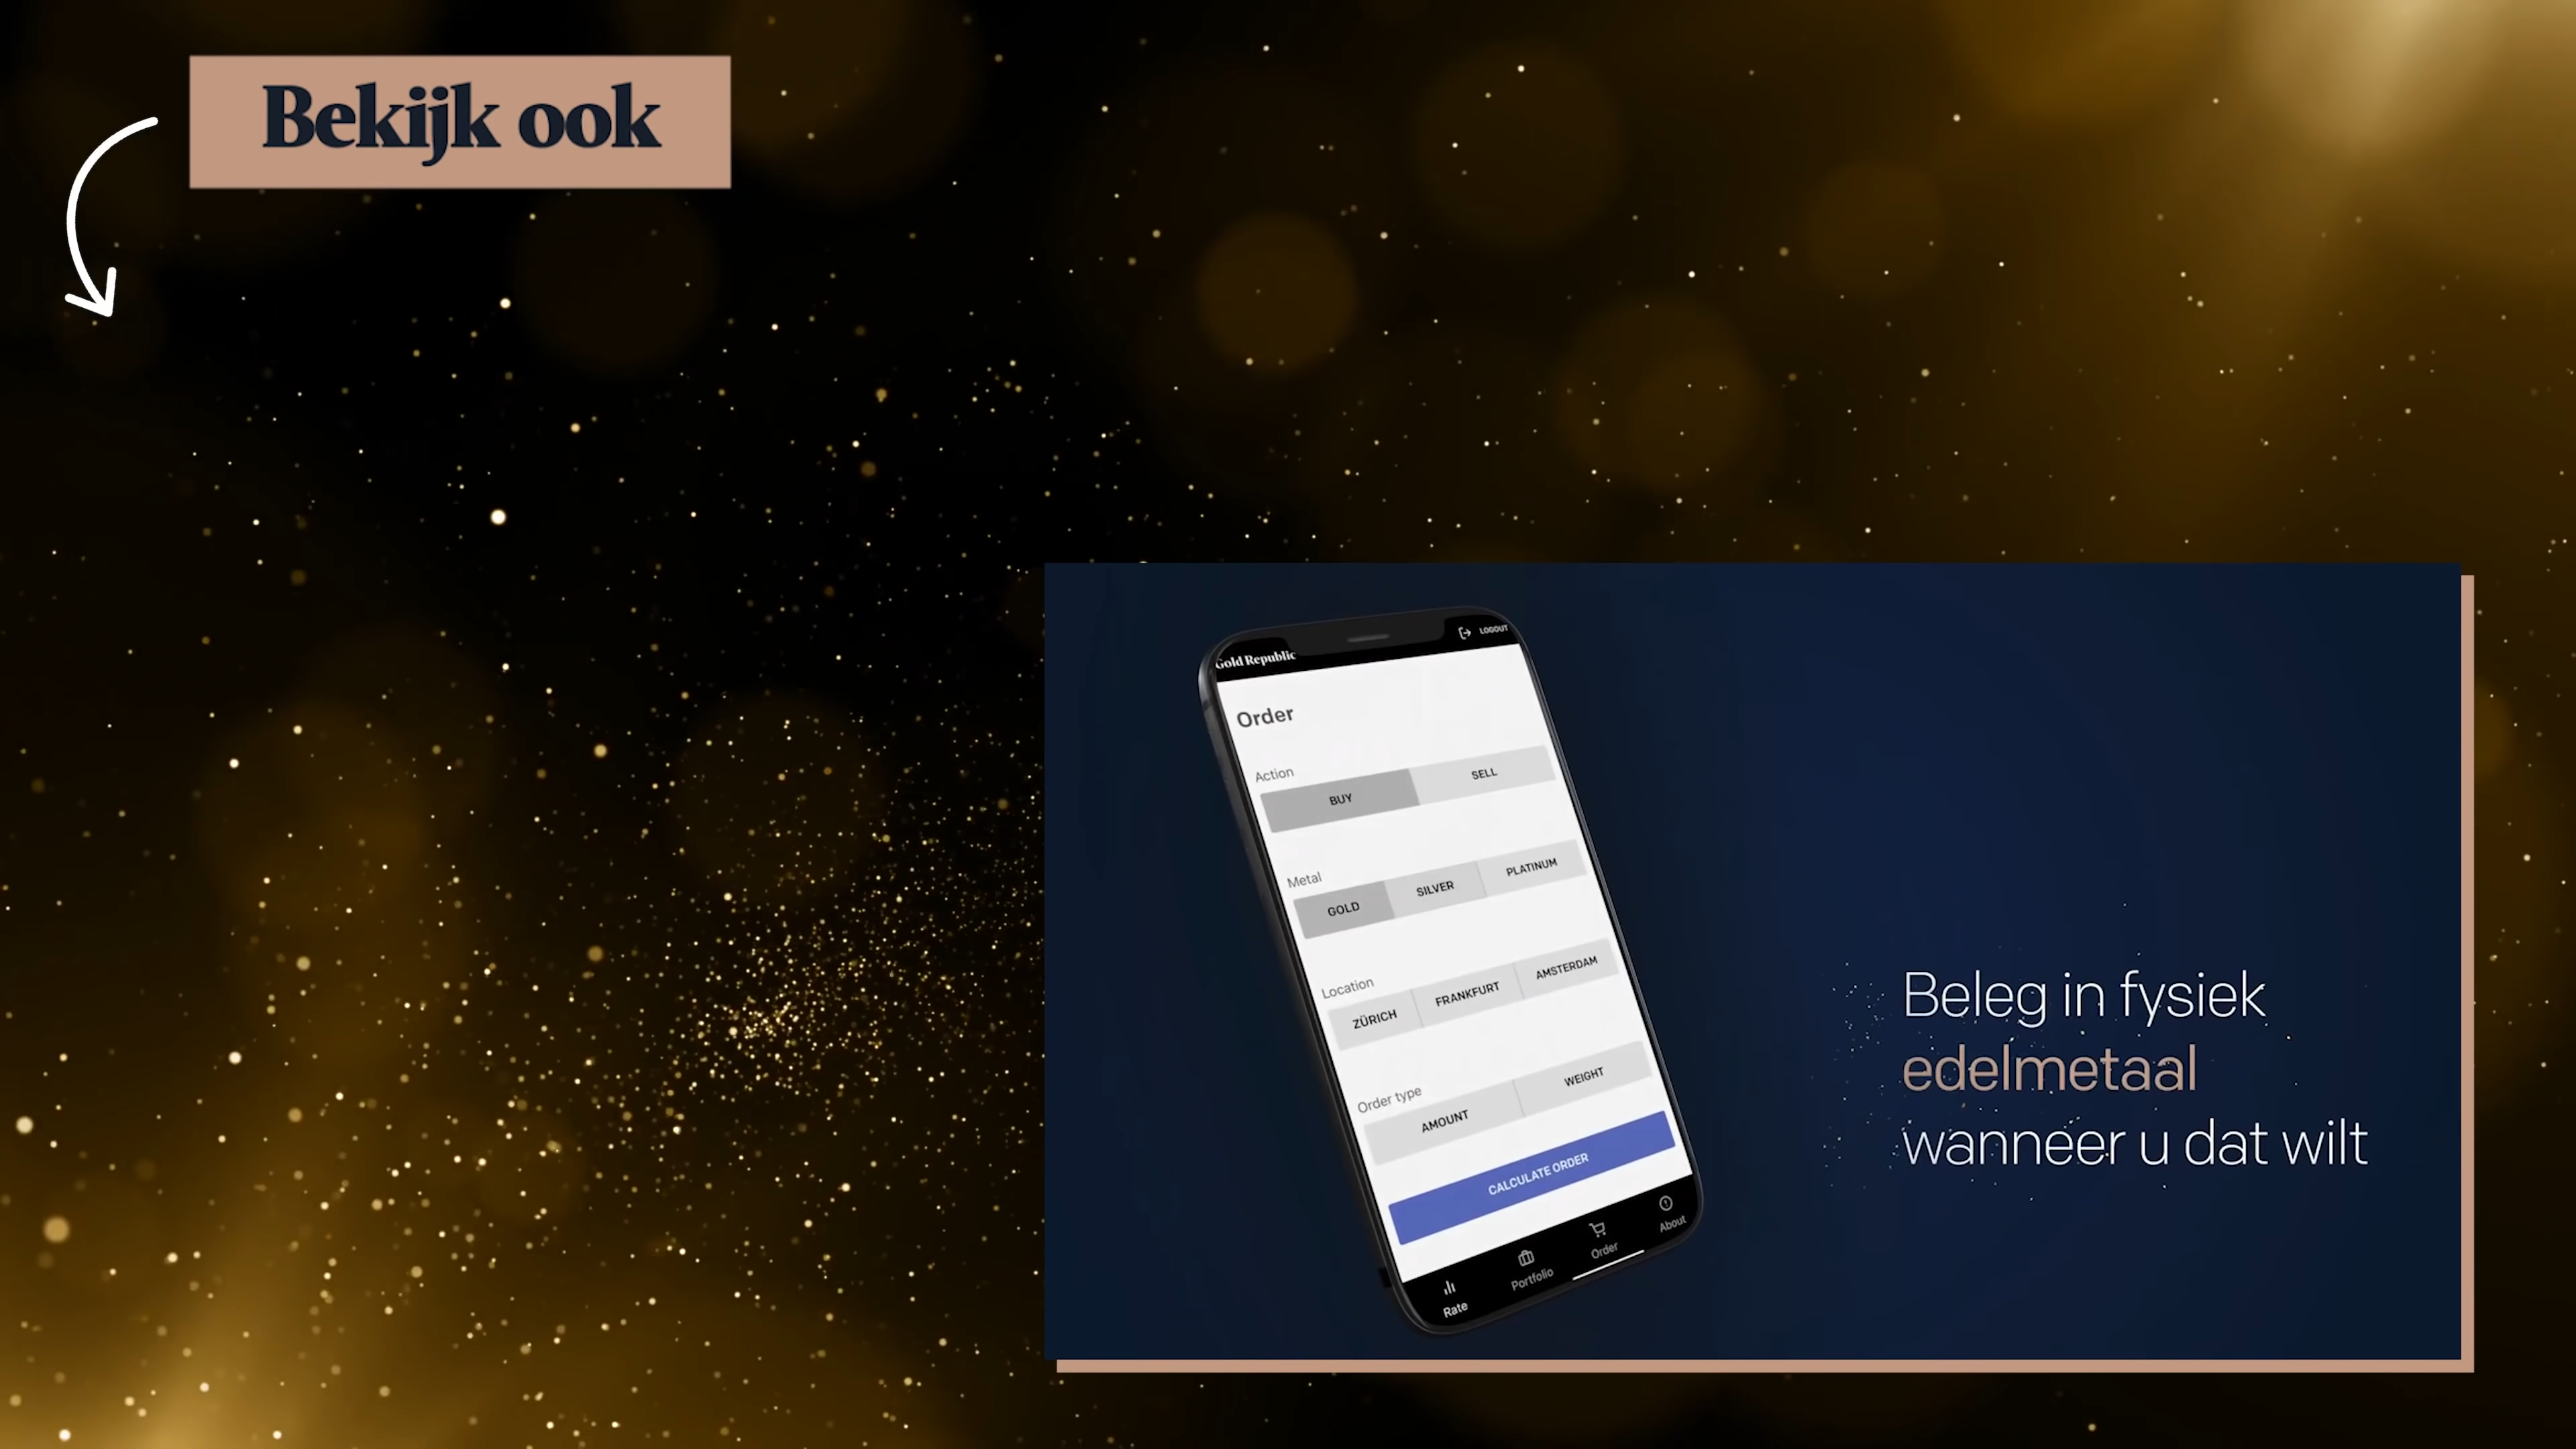 Bekijk ook
Gold Republic
LOGOUT
Order
Action
BUY SELL
Metal
GOLD SILVER PLATINUM
Location
ZÜRICH FRANKFURT AMSTERDAM
Order type
AMOUNT WEIGHT
CALCULATE ORDER
Rate Portfolio Order About
Beleg in fysiek
edelmetaal
wanneer u dat wilt